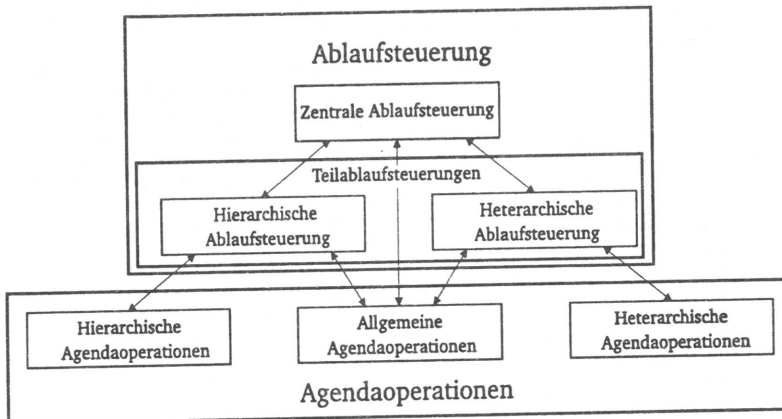 Ablaufsteuerung
Zentrale Ablaufsteuerung
Teilablaufsteuerungen
Hierarchische
Ablaufsteuerung
Heterarchische
Ablaufsteuerung
Hierarchische
Agendaoperationen
Allgemeine
Agendaoperationen
Heterarchische
Agendaoperationen
Agendaoperationen